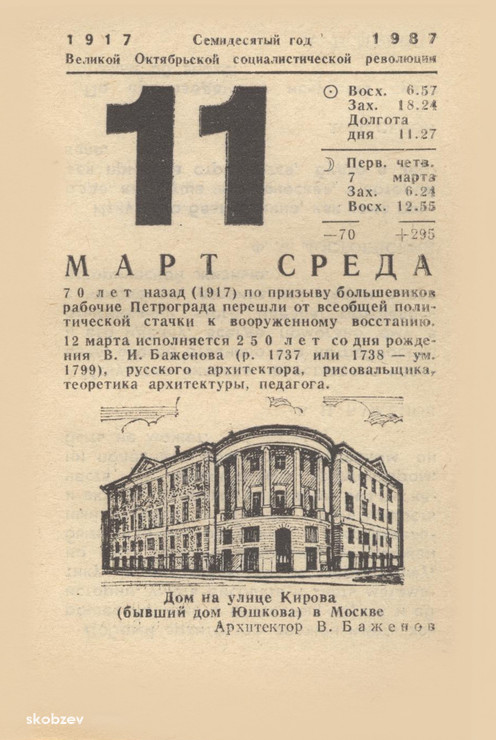 1917 Семидесятый год 1987
Великой Октябрьской социалистической революции
11
Восх. 6.57
Зах. 18.24
Долгота
дня 11.27
Перв. четв.
7 марта
Зах. 6.24
Восх. 12.55
—70 +295
МАРТ СРЕДА
70 лет назад (1917) по призыву большевиков
рабочие Петрограда перешли от всеобщей поли-
тической стачки к вооруженному восстанию.
12 марта исполняется 250 лет со дня рожде-
ния В. И. Баженова (р. 1737 или 1738 — ум.
1799), русского архитектора, рисовальщика,
теоретика архитектуры, педагога.
Дом на улице Кирова
(бывший дом Юшкова) в Москве
Архитектор В. Баженов
skobzev